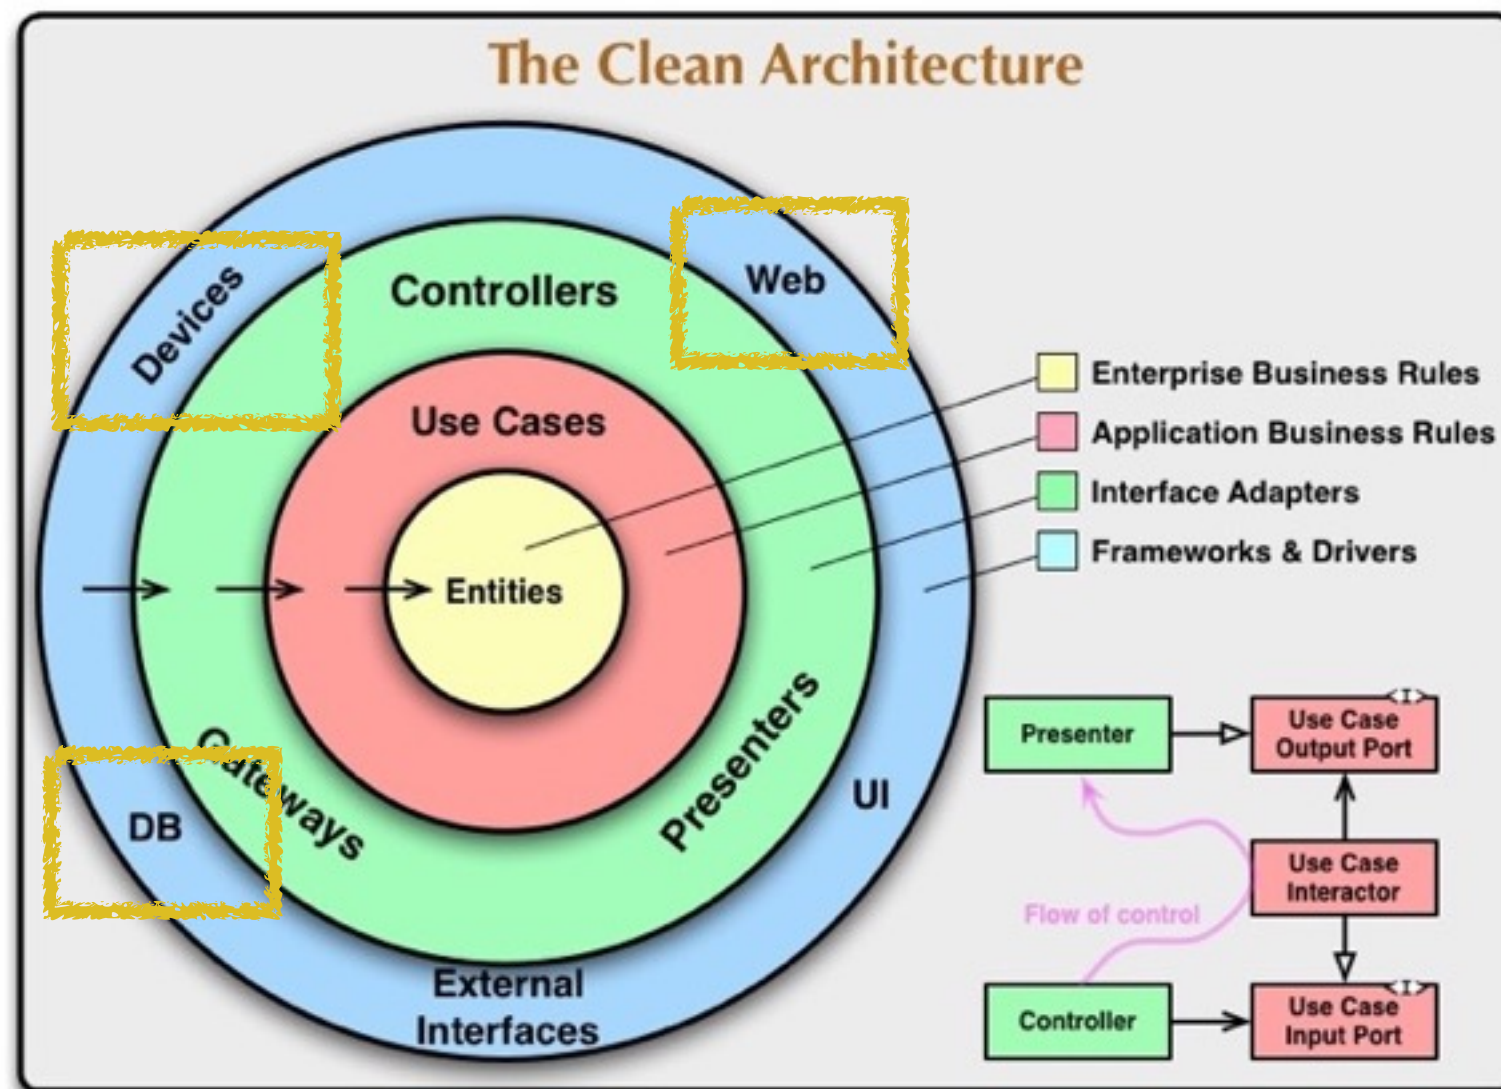 The Clean Architecture
Devices
Controllers
Web
Use Cases
Entities
Gateways
Presenters
DB
UI
External
Interfaces
Enterprise Business Rules
Application Business Rules
Interface Adapters
Frameworks & Drivers
Presenter
<I>
Use Case
Output Port
Use Case
Interactor
Flow of control
Controller
<I>
Use Case
Input Port